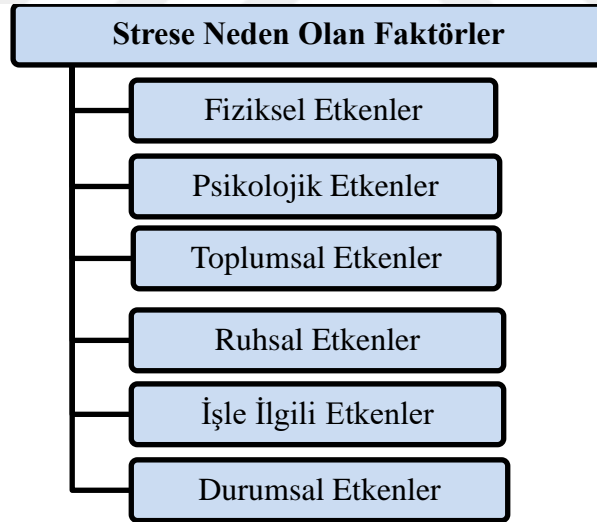 Strese Neden Olan Faktörler
Fiziksel Etkenler
Psikolojik Etkenler
Toplumsal Etkenler
Ruhsal Etkenler
İşle İlgili Etkenler
Durumsal Etkenler